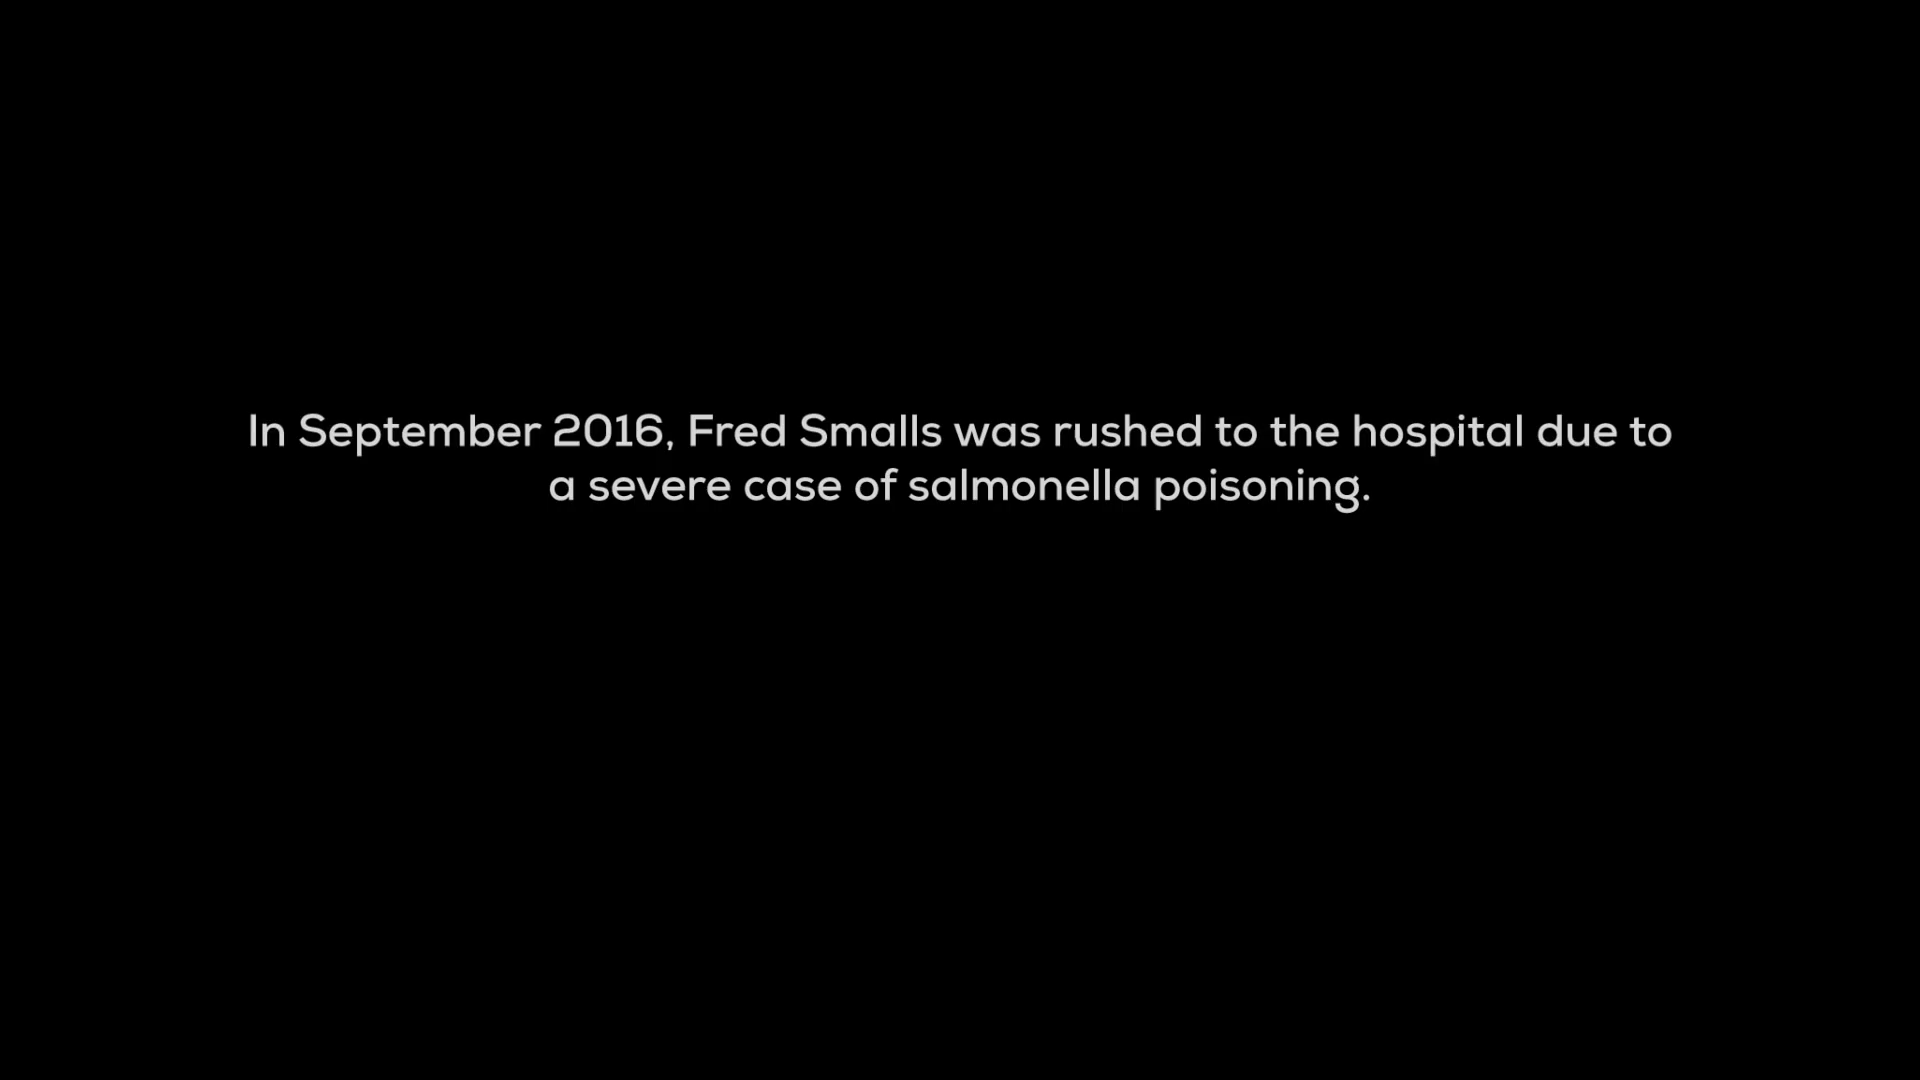 In September 2016, Fred Smalls was rushed to the hospital due to
a severe case of salmonella poisoning.